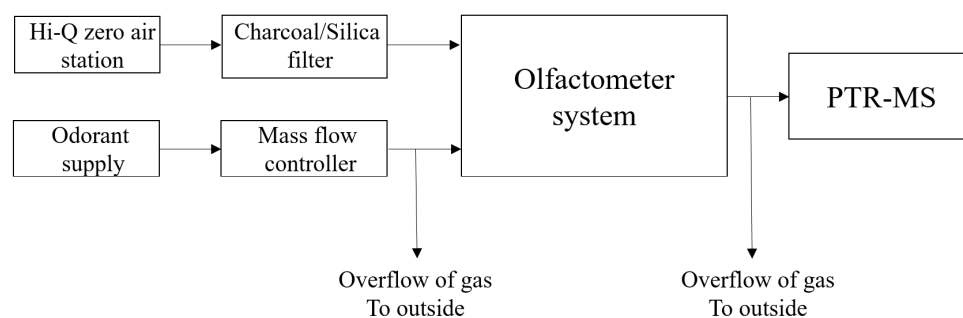 Hi-Q zero air
station
Charcoal/Silica
filter
Olfactometer
system
PTR-MS
Odorant
supply
Mass flow
controller
Overflow of gas
To outside
Overflow of gas
To outside